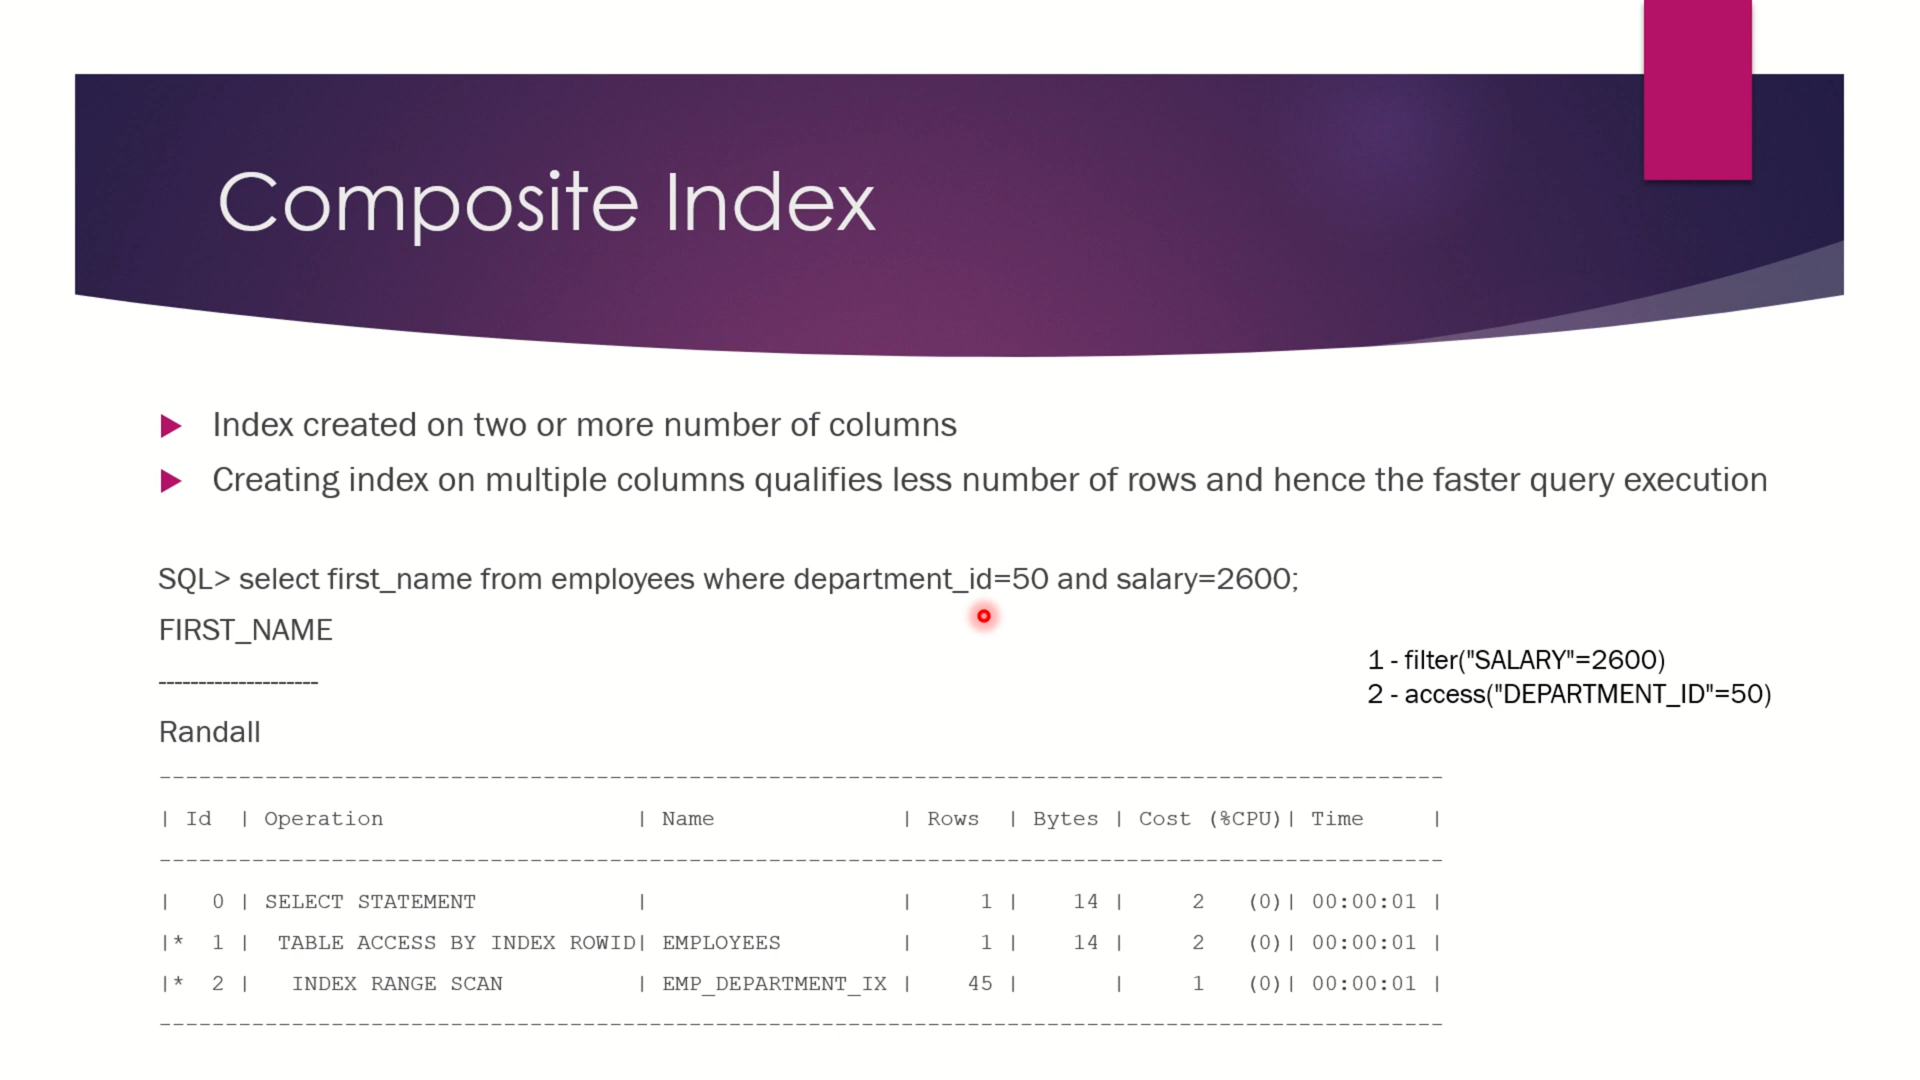 Composite Index
Index created on two or more number of columns
Creating index on multiple columns qualifies less number of rows and hence the faster query execution
SQL> select first_name from employees where department_id=50 and salary=2600;
FIRST_NAME
--------------------
Randall
1 - filter("SALARY"=2600)
2 - access("DEPARTMENT_ID"=50)
-------------------------------------------------------------------------------------------------
| Id  | Operation                   | Name              | Rows  | Bytes | Cost (%CPU)| Time     |
-------------------------------------------------------------------------------------------------
|   0 | SELECT STATEMENT            |                   |     1 |    14 |     2   (0)| 00:00:01 |
|*  1 |  TABLE ACCESS BY INDEX ROWID| EMPLOYEES         |     1 |    14 |     2   (0)| 00:00:01 |
|*  2 |   INDEX RANGE SCAN          | EMP_DEPARTMENT_IX |    45 |       |     1   (0)| 00:00:01 |
-------------------------------------------------------------------------------------------------